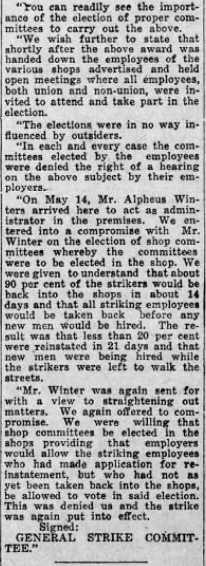 "You can readily see the import-
ance of the election of proper com-
mittees to carry out the above.
"We wish further to state that
shortly after the above award was
handed down the employees of the
various shops advertised and held
open meetings where all employees,
both union and non-union, were in-
vited to attend and take part in the
election.
"The elections were in no way in-
fluenced by outsiders.
"In each and every case the com-
mittees elected by the employees
were denied the right of a hearing
on the above subject by their em-
ployers.
"On May 14, Mr. Alpheus Win-
ters arrived here to act as admin-
istrator in the premises. We en-
tered into a compromise with Mr.
Winter on the election of shop com-
mittees whereby the committees
were to be elected in the shop. We
were given to understand that about
90 per cent of the strikers would be
back into the shops in about 14
days and that all striking employees
would be taken back before any
new men would be hired. The re-
sult was that less than 20 per cent
were reinstated in 21 days and that
new men were being hired while
the strikers were left to walk the
streets.
"Mr. Winter was again sent for
with a view to straightening out
matters. We again offered to com-
promise. We were willing that
shop committees be elected in the
shops providing that employers
would allow the striking employees
who had made application for re-
instatement, but who had not as
yet been taken back into the shops,
be allowed to vote in said election.
This was denied us and the strike
was again put into effect.
Signed:
GENERAL STRIKE COMMIT-
TEE."